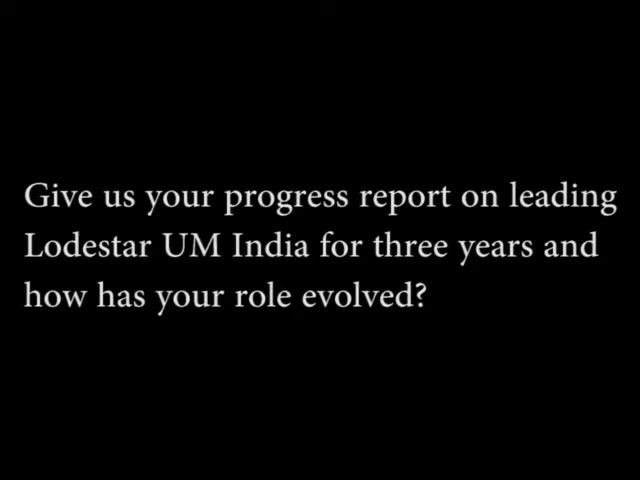 Give us your progress report on leading
Lodestar UM India for three years and
how has your role evolved?